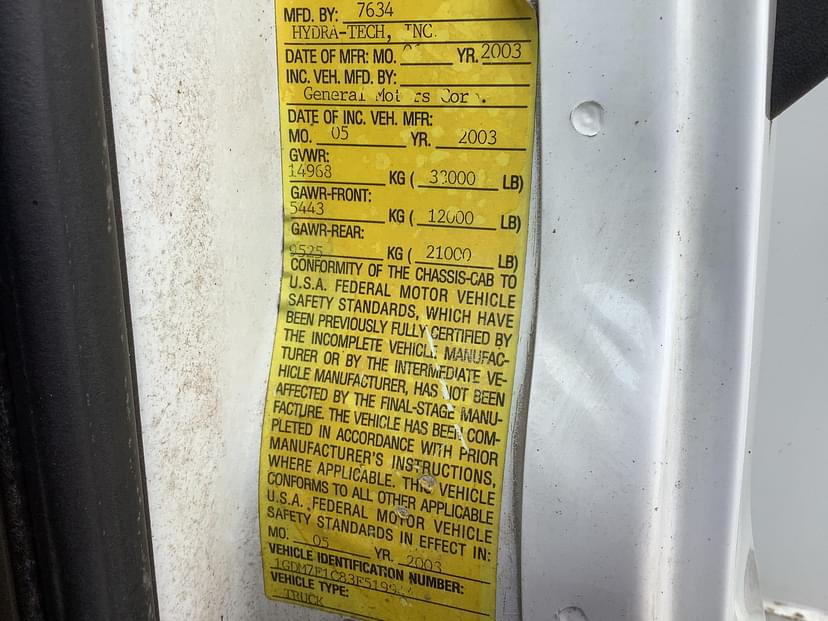 MFD. BY: 7634
HYDRA-TECH, INC.
DATE OF MFR: MO. YR. 2003
INC. VEH. MFD. BY:
General Motors Corp.
DATE OF INC. VEH. MFR:
MO. 05 YR. 2003
GVWR:
14968 KG ( 33000 LB)
GAWR-FRONT:
5443 KG ( 12000 LB)
GAWR-REAR:
9525 KG ( 21000 LB)
CONFORMITY OF THE CHASSIS-CAB TO
U.S.A. FEDERAL MOTOR VEHICLE
SAFETY STANDARDS, WHICH HAVE
BEEN PREVIOUSLY FULLY CERTIFIED BY
THE INCOMPLETE VEHICLE MANUFAC-
TURER OR BY THE INTERMEDIATE VE-
HICLE MANUFACTURER, HAS NOT BEEN
AFFECTED BY THE FINAL-STAGE MANU-
FACTURE. THE VEHICLE HAS BEEN COM-
PLETED IN ACCORDANCE WITH PRIOR
MANUFACTURER'S INSTRUCTIONS,
WHERE APPLICABLE. THIS VEHICLE
CONFORMS TO ALL OTHER APPLICABLE
U.S.A. FEDERAL MOTOR VEHICLE
SAFETY STANDARDS IN EFFECT IN:
MO. 05 YR. 2003
VEHICLE IDENTIFICATION NUMBER:
VEHICLE TYPE:
TRUCK